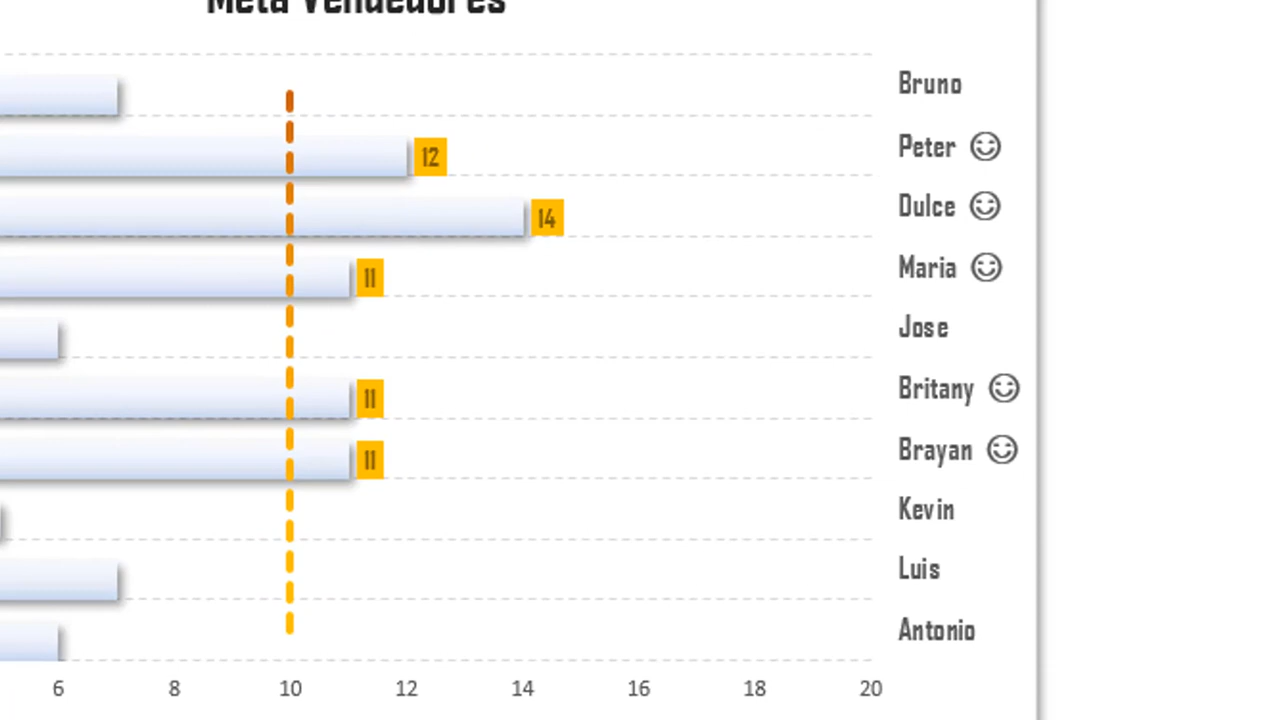 Meta Vendedores
Bruno
12 Peter
14 Dulce
11 Maria
Jose
11 Britany
11 Brayan
Kevin
Luis
Antonio
6 8 10 12 14 16 18 20